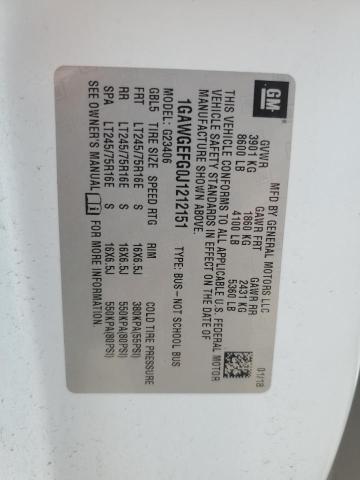 GM
MFD BY GENERAL MOTORS LLC
01/18
GVWR GAWR FRT GAWR RR
3901 KG 1860 KG 2431 KG
8600 LB 4100 LB 5360 LB
THIS VEHICLE CONFORMS TO ALL APPLICABLE U.S. FEDERAL MOTOR
VEHICLE SAFETY STANDARDS IN EFFECT ON THE DATE OF
MANUFACTURE SHOWN ABOVE.
1GAWGEFG0J1212151 TYPE: BUS – NOT SCHOOL BUS
MODEL: G23406
GBL5 TIRE SIZE SPEED RTG RIM COLD TIRE PRESSURE
FRT LT245/75R16E S 16X6.5J 380KPA(55PSI)
RR LT245/75R16E S 16X6.5J 550KPA(80PSI)
SPA LT245/75R16E S 16X6.5J 550KPA(80PSI)
SEE OWNER'S MANUAL